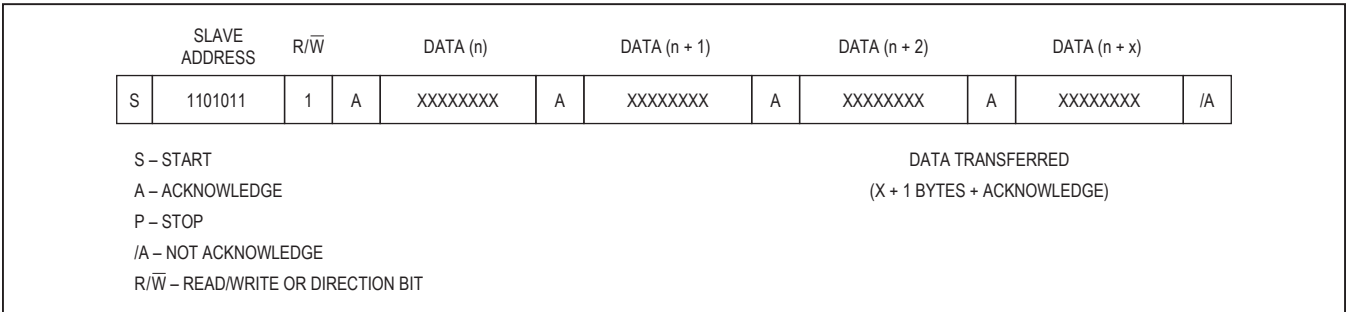 SLAVE
ADDRESS R/W̅ DATA (n) DATA (n + 1) DATA (n + 2) DATA (n + x)
S 1101011 1 A XXXXXXXX A XXXXXXXX A XXXXXXXX A XXXXXXXX /A
S – START
A – ACKNOWLEDGE
P – STOP
/A – NOT ACKNOWLEDGE
R/W̅ – READ/WRITE OR DIRECTION BIT
DATA TRANSFERRED
(X + 1 BYTES + ACKNOWLEDGE)